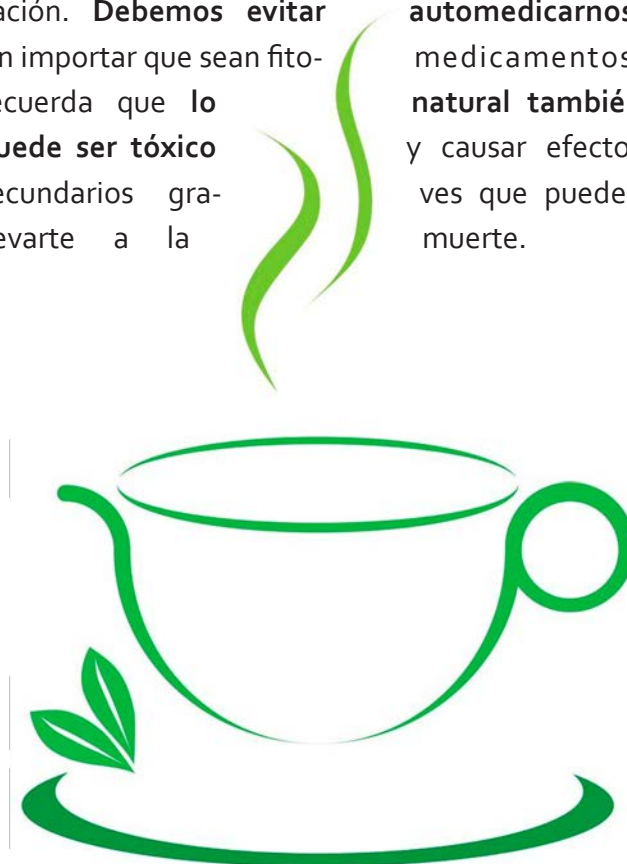 ación. Debemos evitar automedicarnos
n importar que sean fito- medicamentos
ecuerda que lo natural tambié
uede ser tóxico y causar efecto
ecundarios gra- ves que puede
evarte a la muerte.